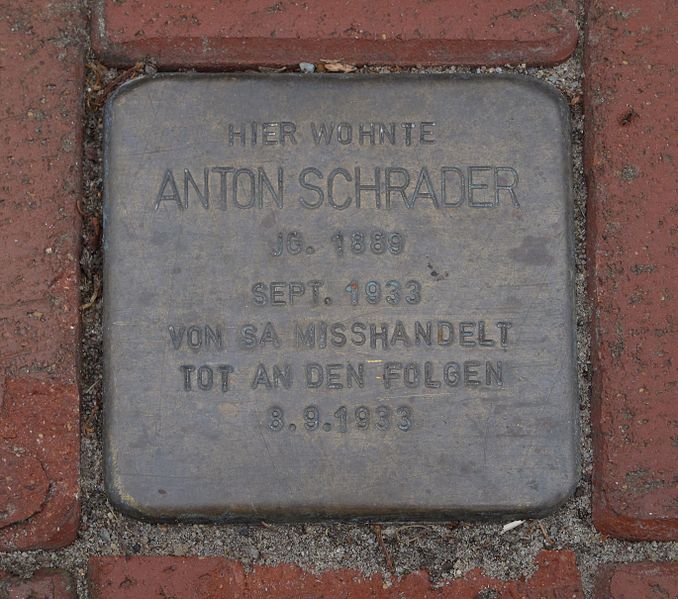 HIER WOHNTE
ANTON SCHRADER
JG. 1889
SEPT. 1933
VON SA MISSHANDELT
TOT AN DEN FOLGEN
8.9.1933